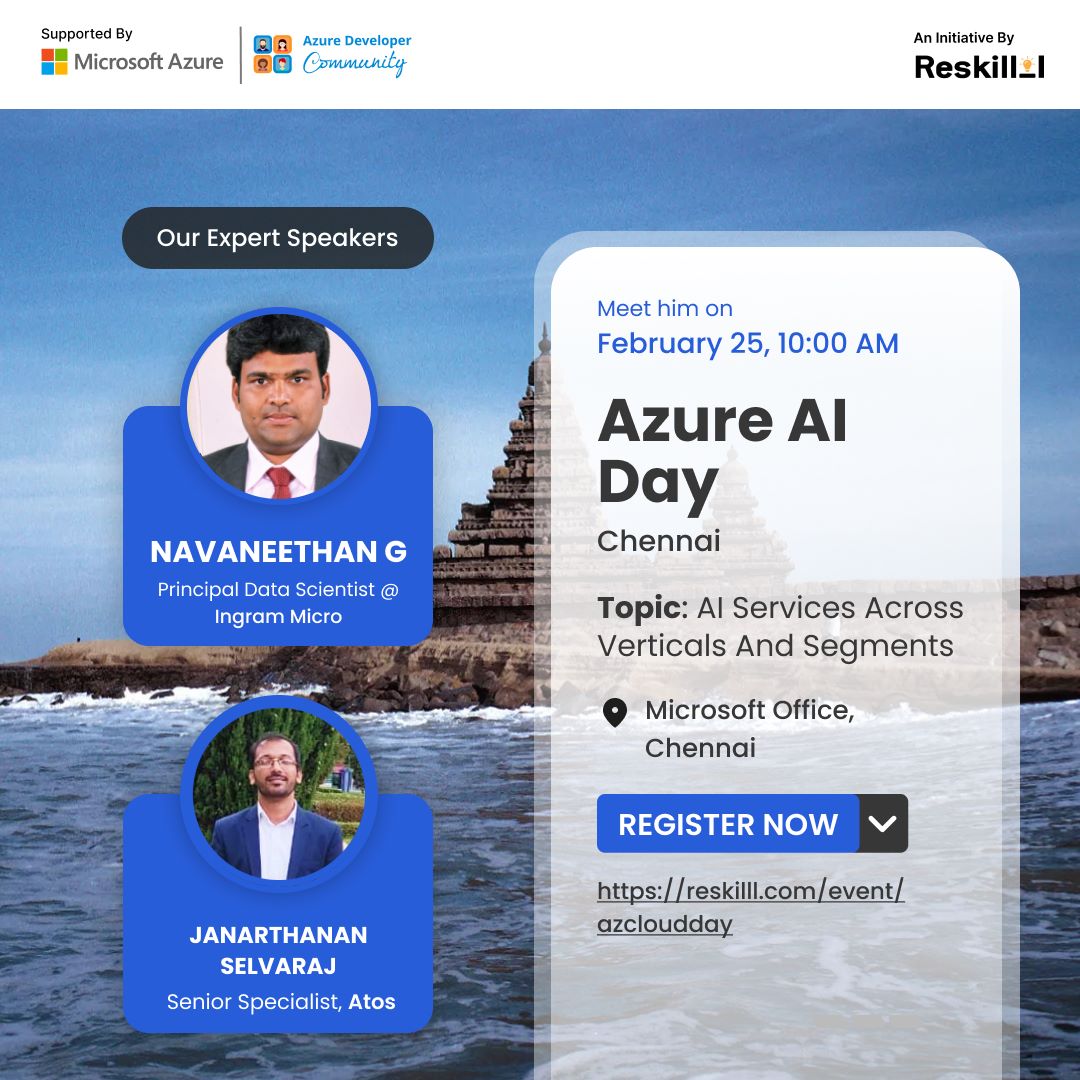 Supported By
Microsoft Azure
Azure Developer
Community
An Initiative By
Reskilll
Our Expert Speakers
NAVANEETHAN G
Principal Data Scientist @
Ingram Micro
JANARTHANAN
SELVARAJ
Senior Specialist, Atos
Meet him on
February 25, 10:00 AM
Azure AI
Day
Chennai
Topic: AI Services Across
Verticals And Segments
Microsoft Office,
Chennai
REGISTER NOW
https://reskilll.com/event/
azcloudday